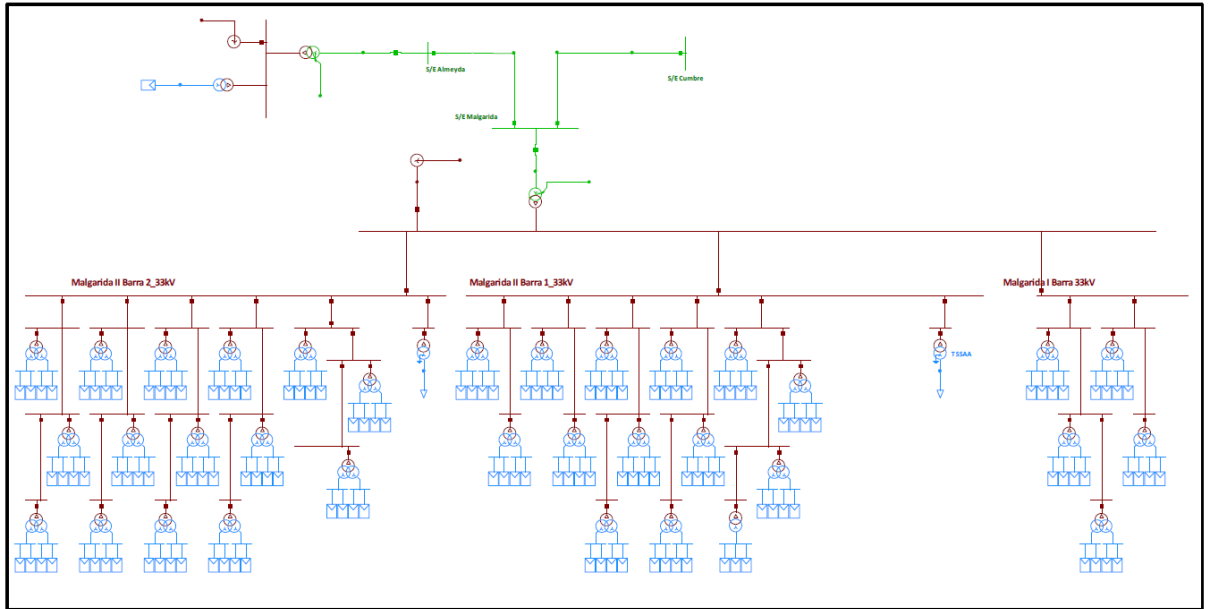 S/E Almeyda
S/E Cumbre
S/E Malgarida
Malgarida II Barra 2_33kV
Malgarida II Barra 1_33kV
Malgarida I Barra 33kV
TSSAA